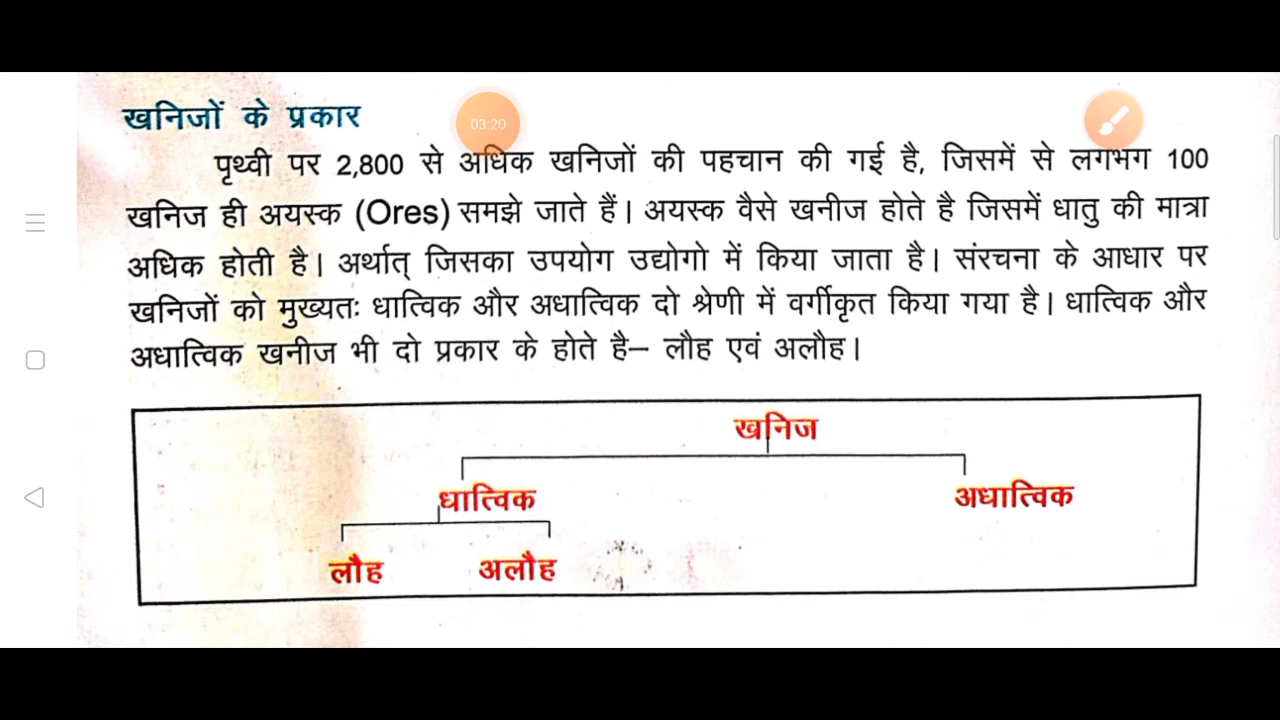 खनिजों के प्रकार
03:20
पृथ्वी पर 2,800 से अधिक खनिजों की पहचान की गई है, जिसमें से लगभग 100
खनिज ही अयस्क (Ores) समझे जाते हैं। अयस्क वैसे खनीज होते है जिसमें धातु की मात्रा
अधिक होती है। अर्थात् जिसका उपयोग उद्योगो में किया जाता है। संरचना के आधार पर
खनिजों को मुख्यतः धात्विक और अधात्विक दो श्रेणी में वर्गीकृत किया गया है। धात्विक और
अधात्विक खनीज भी दो प्रकार के होते है– लौह एवं अलौह।
खनिज
धात्विक
अधात्विक
लौह
अलौह